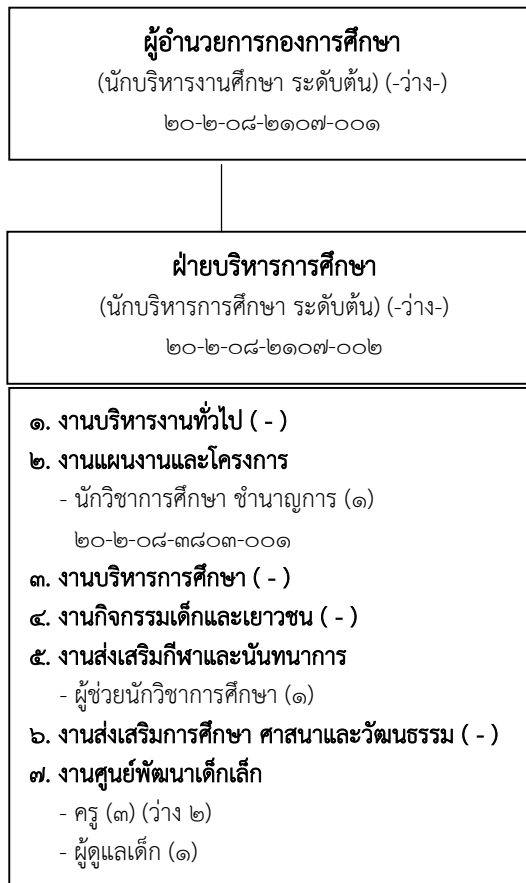 ผู้อำนวยการกองการศึกษา
(นักบริหารงานศึกษา ระดับต้น) (-ว่าง-)
๒๐-๒-๐๘-๒๑๐๗-๐๐๑
ฝ่ายบริหารการศึกษา
(นักบริหารการศึกษา ระดับต้น) (-ว่าง-)
๒๐-๒-๐๘-๒๑๐๗-๐๐๒
๑. งานบริหารงานทั่วไป ( - )
๒. งานแผนงานและโครงการ
- นักวิชาการศึกษา ชำนาญการ (๑)
๒๐-๒-๐๘-๓๘๐๓-๐๐๑
๓. งานบริหารการศึกษา ( - )
๔. งานกิจกรรมเด็กและเยาวชน ( - )
๕. งานส่งเสริมกีฬาและนันทนาการ
- ผู้ช่วยนักวิชาการศึกษา (๑)
๖. งานส่งเสริมการศึกษา ศาสนาและวัฒนธรรม ( - )
๗. งานศูนย์พัฒนาเด็กเล็ก
- ครู (๓) (ว่าง ๒)
- ผู้ดูแลเด็ก (๑)